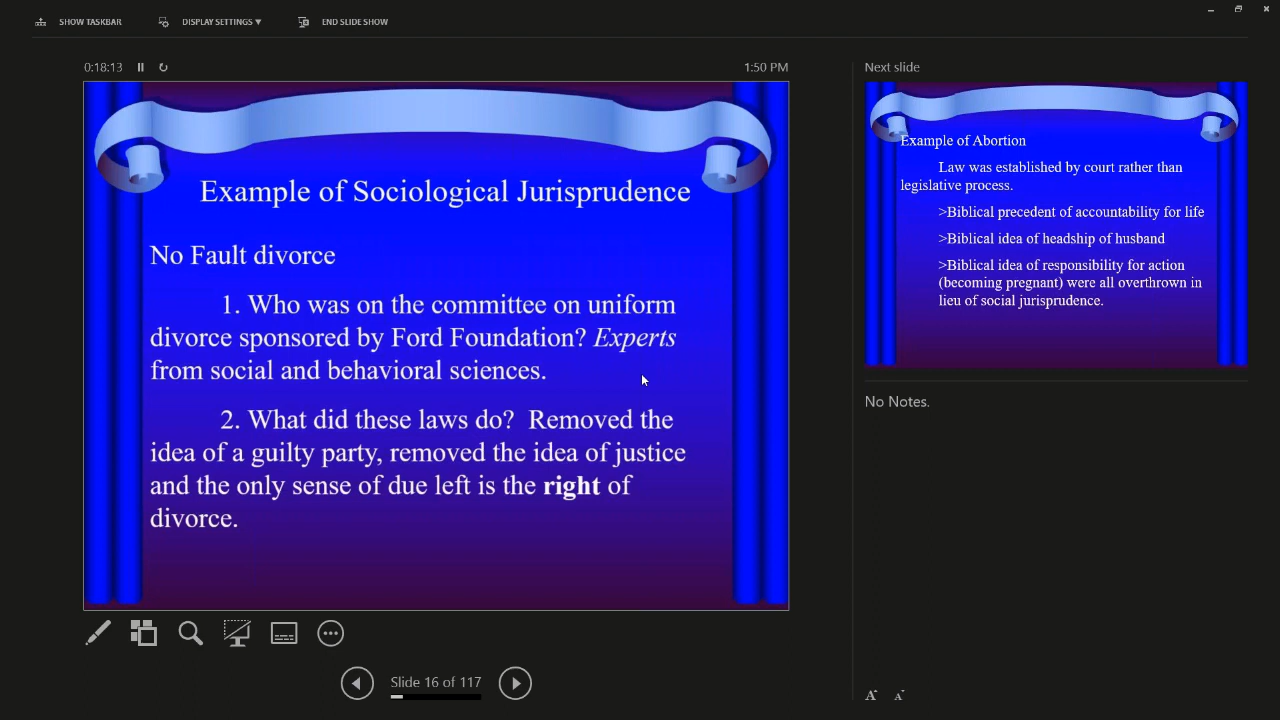 SHOW TASKBAR
DISPLAY SETTINGS ▼
END SLIDE SHOW
0:18:13
1:50 PM
Example of Sociological Jurisprudence
No Fault divorce
1. Who was on the committee on uniform
divorce sponsored by Ford Foundation? Experts
from social and behavioral sciences.
2. What did these laws do?  Removed the
idea of a guilty party, removed the idea of justice
and the only sense of due left is the right of
divorce.
Slide 16 of 117
Next slide
Example of Abortion
Law was established by court rather than
legislative process.
>Biblical precedent of accountability for life
>Biblical idea of headship of husband
>Biblical idea of responsibility for action
(becoming pregnant) were all overthrown in
lieu of social jurisprudence.
No Notes.
A A